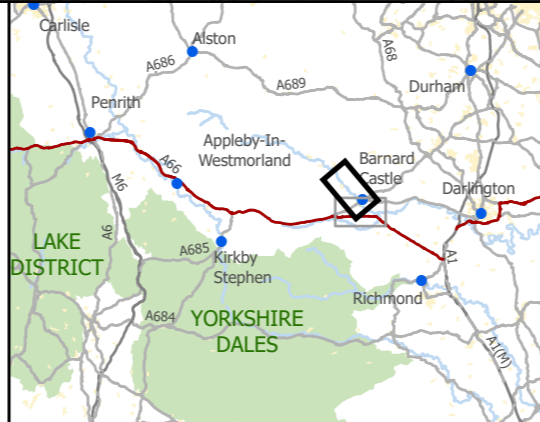 Carlisle
Alston
A68
A686
A689
Durham
Penrith
Appleby-In-
Westmorland
Barnard
Castle
A66
Darlington
M6
LAKE
DISTRICT
A6
A685
Kirkby
Stephen
A1
Richmond
A684
YORKSHIRE
DALES
A1(M)